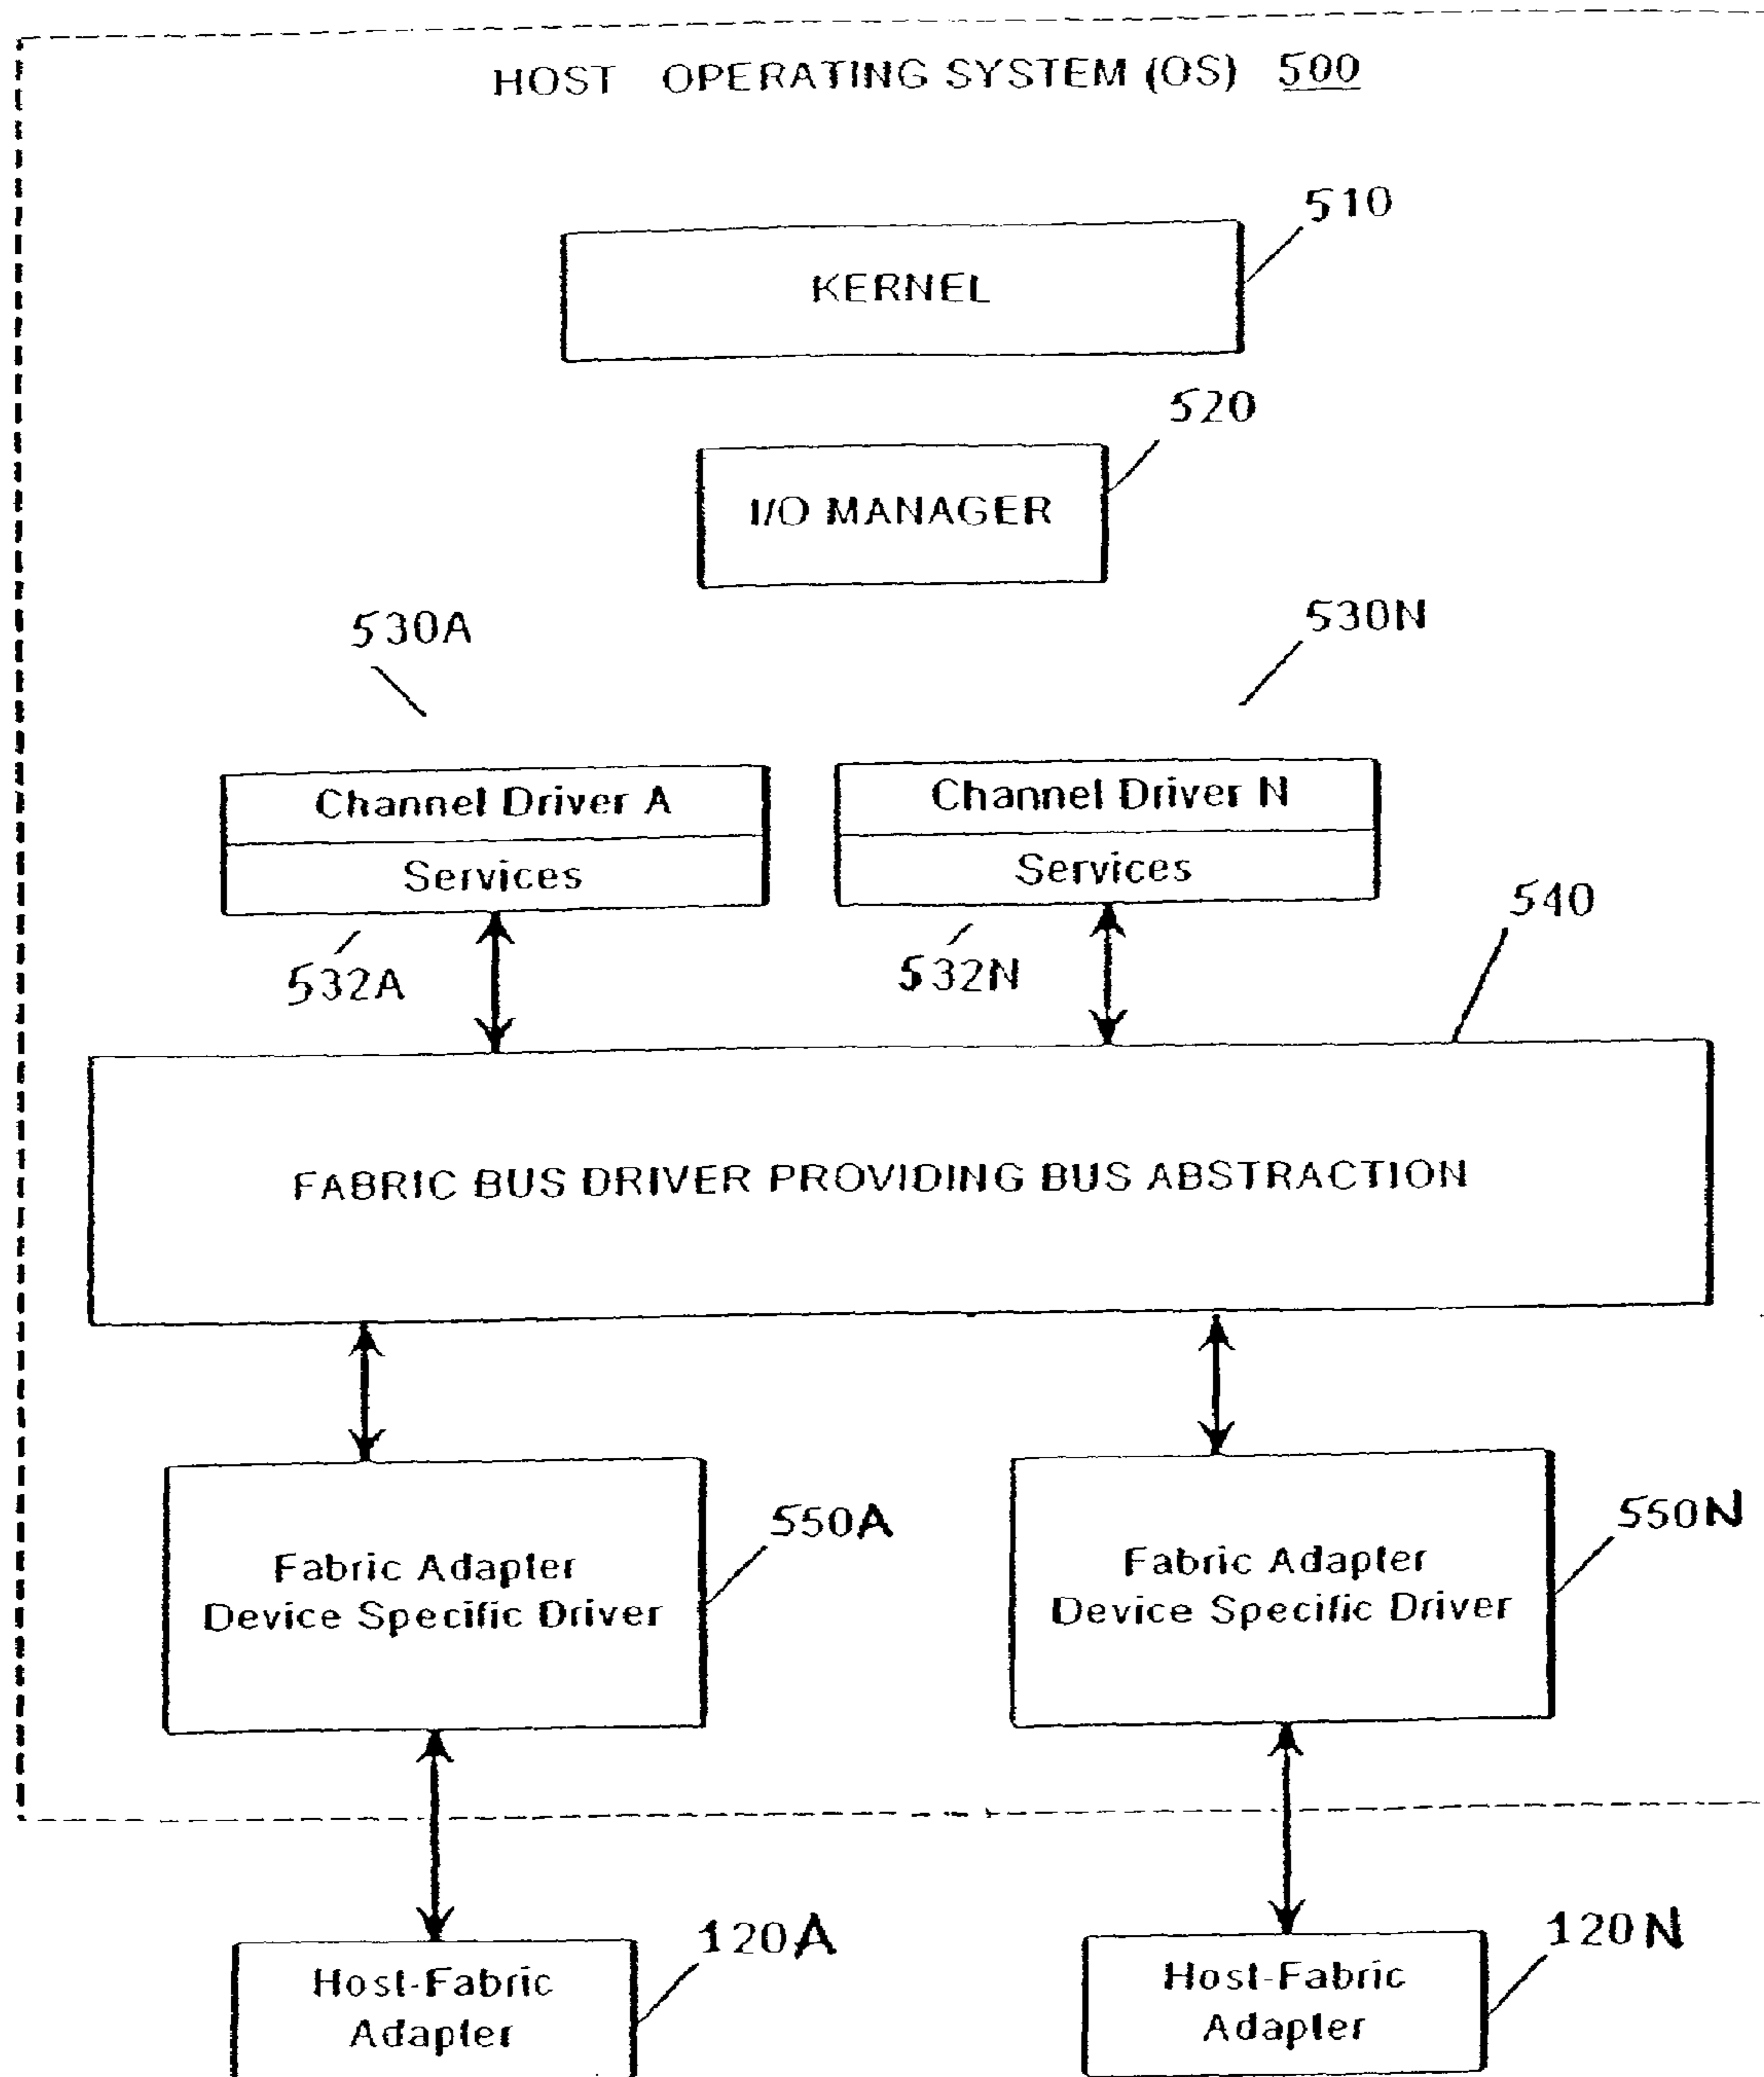 HOST OPERATING SYSTEM (OS) 500
510
KERNEL
520
I/O MANAGER
530A
530N
Channel Driver A
Services
Channel Driver N
Services
532A
532N
540
FABRIC BUS DRIVER PROVIDING BUS ABSTRACTION
550A
550N
Fabric Adapter
Device Specific Driver
Fabric Adapter
Device Specific Driver
120A
120N
Host-Fabric
Adapter
Host-Fabric
Adapter